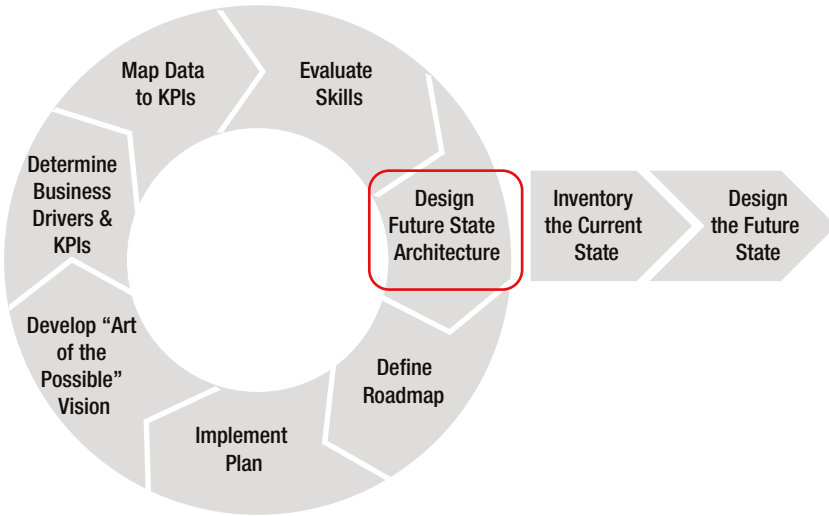 Map Data
to KPIs
Evaluate
Skills
Determine
Business
Drivers &
KPIs
Design
Future State
Architecture
Inventory
the Current
State
Design
the Future
State
Develop “Art
of the
Possible”
Vision
Define
Roadmap
Implement
Plan